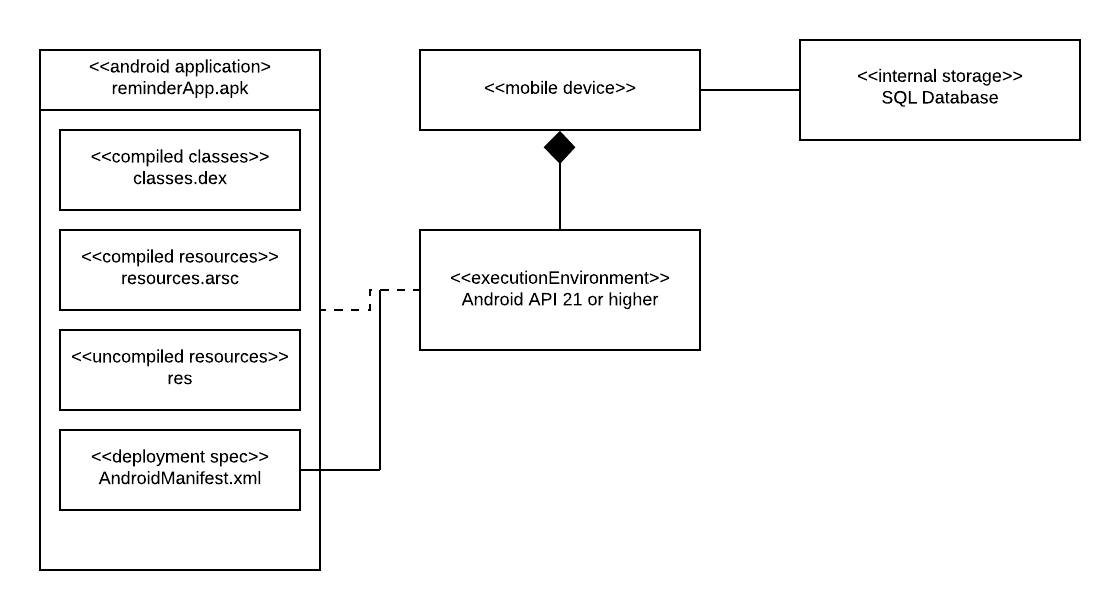 <<android application>
reminderApp.apk
<<compiled classes>>
classes.dex
<<compiled resources>>
resources.arsc
<<uncompiled resources>>
res
<<deployment spec>>
AndroidManifest.xml
<<mobile device>>
<<executionEnvironment>>
Android API 21 or higher
<<internal storage>>
SQL Database